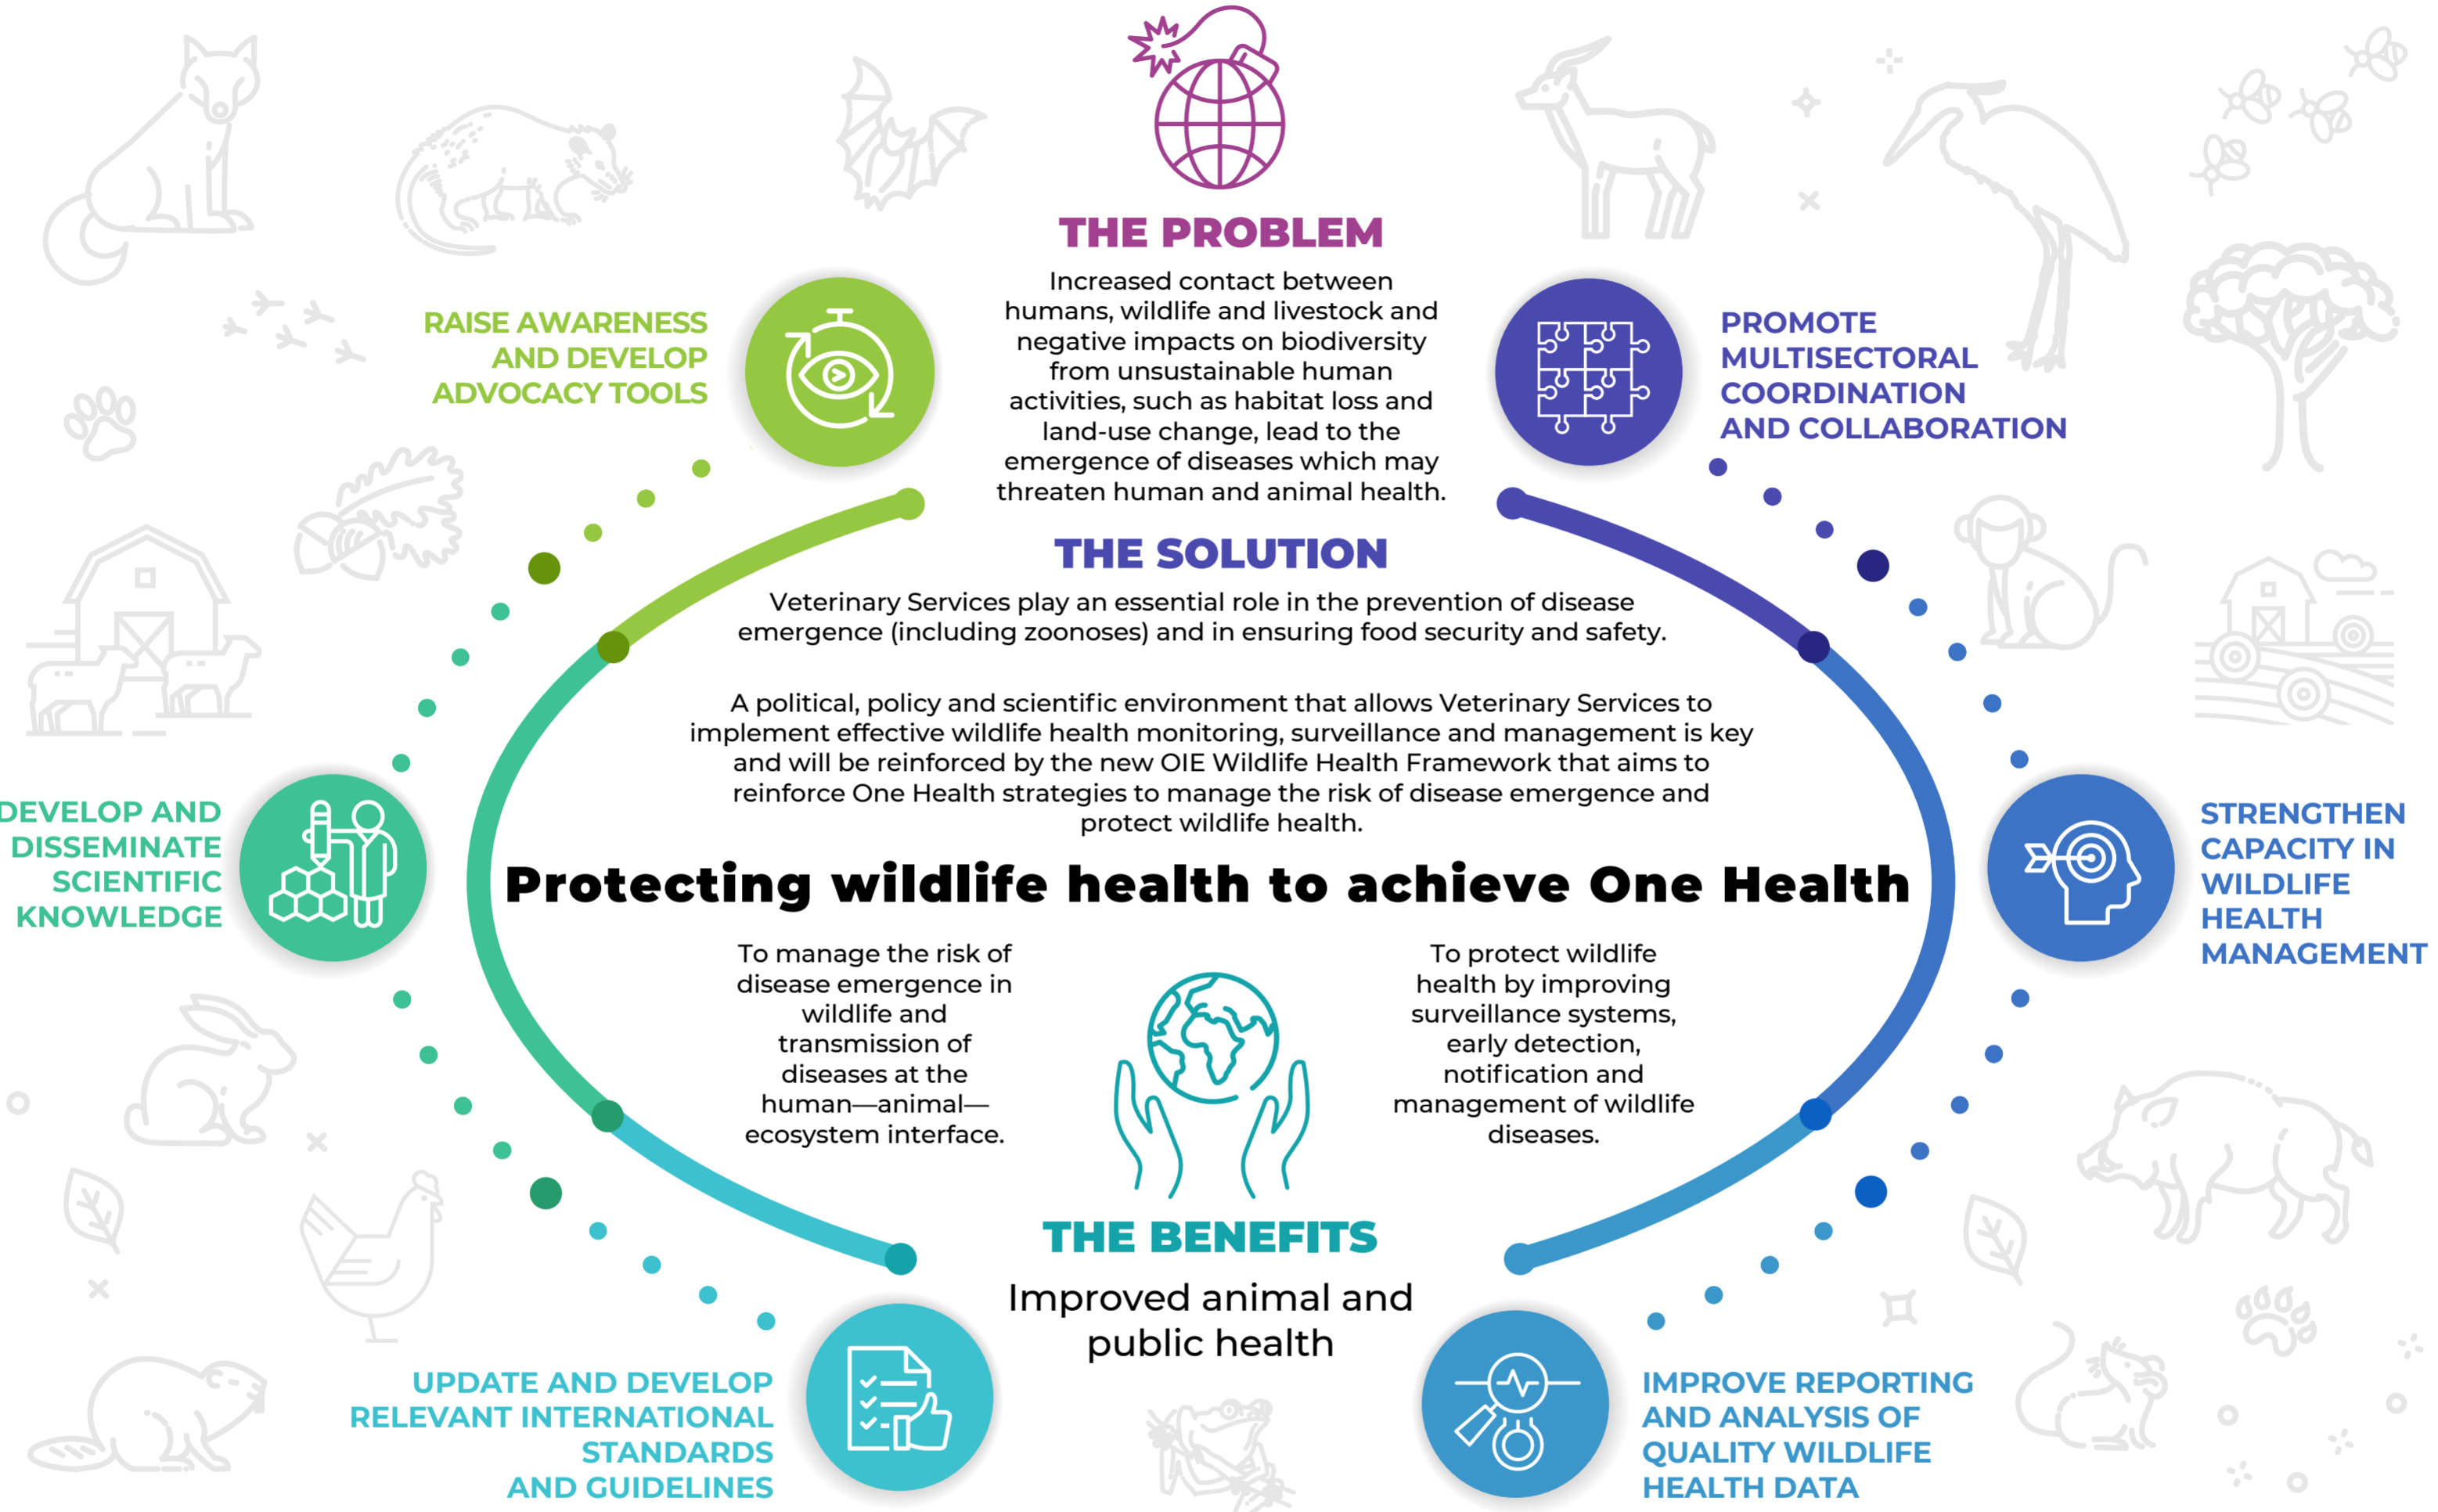 THE PROBLEM
Increased contact between
humans, wildlife and livestock and
negative impacts on biodiversity
from unsustainable human
activities, such as habitat loss and
land-use change, lead to the
emergence of diseases which may
threaten human and animal health.
RAISE AWARENESS
AND DEVELOP
ADVOCACY TOOLS
PROMOTE
MULTISECTORAL
COORDINATION
AND COLLABORATION
THE SOLUTION
Veterinary Services play an essential role in the prevention of disease
emergence (including zoonoses) and in ensuring food security and safety.
A political, policy and scientific environment that allows Veterinary Services to
implement effective wildlife health monitoring, surveillance and management is key
and will be reinforced by the new OIE Wildlife Health Framework that aims to
reinforce One Health strategies to manage the risk of disease emergence and
protect wildlife health.
DEVELOP AND
DISSEMINATE
SCIENTIFIC
KNOWLEDGE
Protecting wildlife health to achieve One Health
STRENGTHEN
CAPACITY IN
WILDLIFE
HEALTH
MANAGEMENT
To manage the risk of
disease emergence in
wildlife and
transmission of
diseases at the
human—animal—
ecosystem interface.
To protect wildlife
health by improving
surveillance systems,
early detection,
notification and
management of wildlife
diseases.
THE BENEFITS
Improved animal and
public health
UPDATE AND DEVELOP
RELEVANT INTERNATIONAL
STANDARDS
AND GUIDELINES
IMPROVE REPORTING
AND ANALYSIS OF
QUALITY WILDLIFE
HEALTH DATA